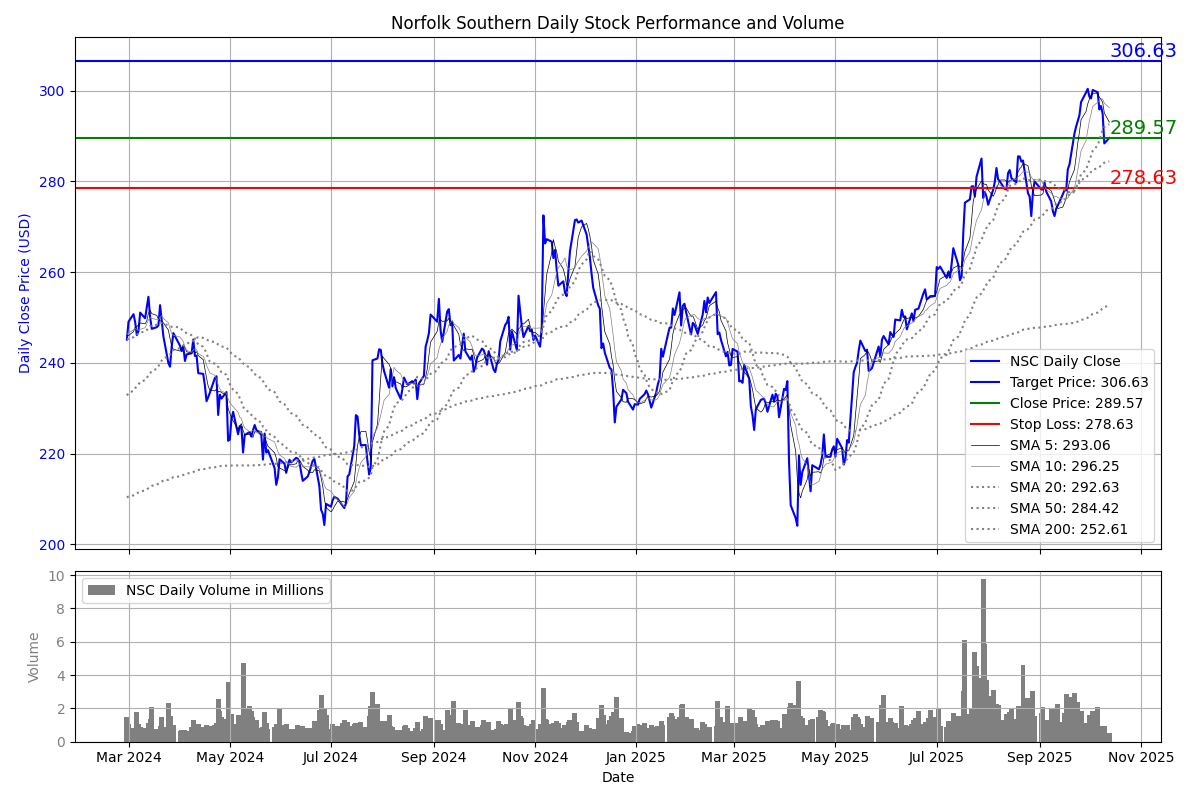 Norfolk Southern Daily Stock Performance and Volume
306.63
300
289.57
280
278.63
260
240
220
200
Daily Close Price (USD)
NSC Daily Close
Target Price: 306.63
Close Price: 289.57
Stop Loss: 278.63
SMA 5: 293.06
SMA 10: 296.25
SMA 20: 292.63
SMA 50: 284.42
SMA 200: 252.61
10
8
6
4
2
0
Volume
NSC Daily Volume in Millions
Mar 2024 May 2024 Jul 2024 Sep 2024 Nov 2024 Jan 2025 Mar 2025 May 2025 Jul 2025 Sep 2025 Nov 2025
Date